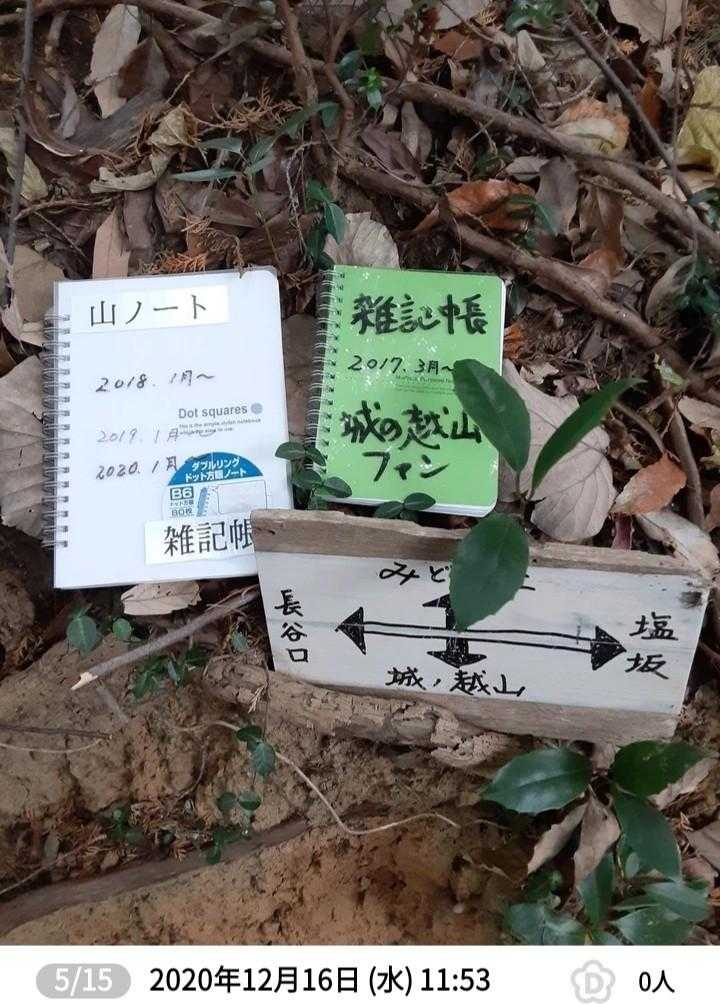 山ノート
2018.1月〜
Dot squares
2019.1月〜
2020.1月〜
ダブルリング
ドット方眼ノート
B6
80枚
雑記帳
雑記帳
2017.3月〜
城の越山
ファン
長谷口
塩坂
城ノ越山
5/15 2020年12月16日 (水) 11:53 0人